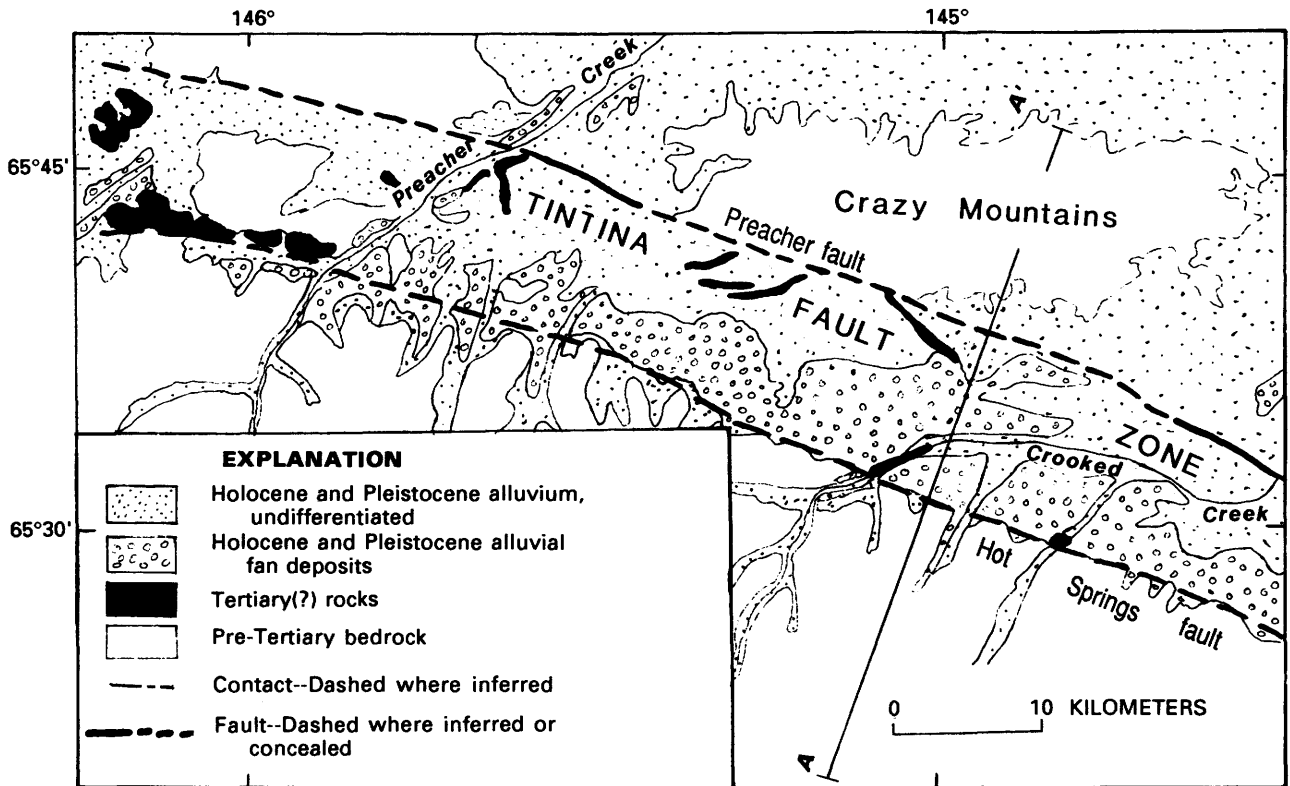 146°
145°
65°45'
65°30'
Preacher Creek
A
Crazy Mountains
TINTINA FAULT ZONE
Preacher fault
Crooked Creek
Hot Springs fault
A
0 10 KILOMETERS
EXPLANATION
Holocene and Pleistocene alluvium,
undifferentiated
Holocene and Pleistocene alluvial
fan deposits
Tertiary(?) rocks
Pre-Tertiary bedrock
Contact--Dashed where inferred
Fault--Dashed where inferred or
concealed